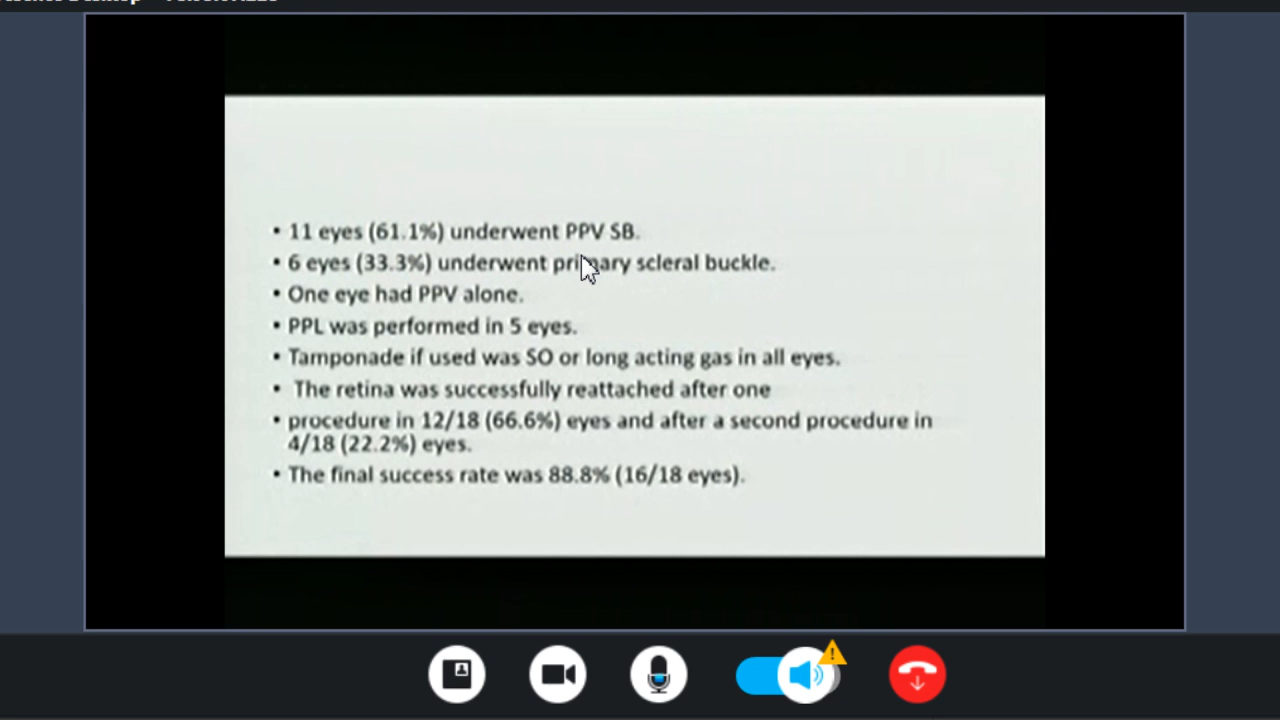 • 11 eyes (61.1%) underwent PPV SB.
• 6 eyes (33.3%) underwent primary scleral buckle.
• One eye had PPV alone.
• PPL was performed in 5 eyes.
• Tamponade if used was SO or long acting gas in all eyes.
• The retina was successfully reattached after one
• procedure in 12/18 (66.6%) eyes and after a second procedure in
4/18 (22.2%) eyes.
• The final success rate was 88.8% (16/18 eyes).